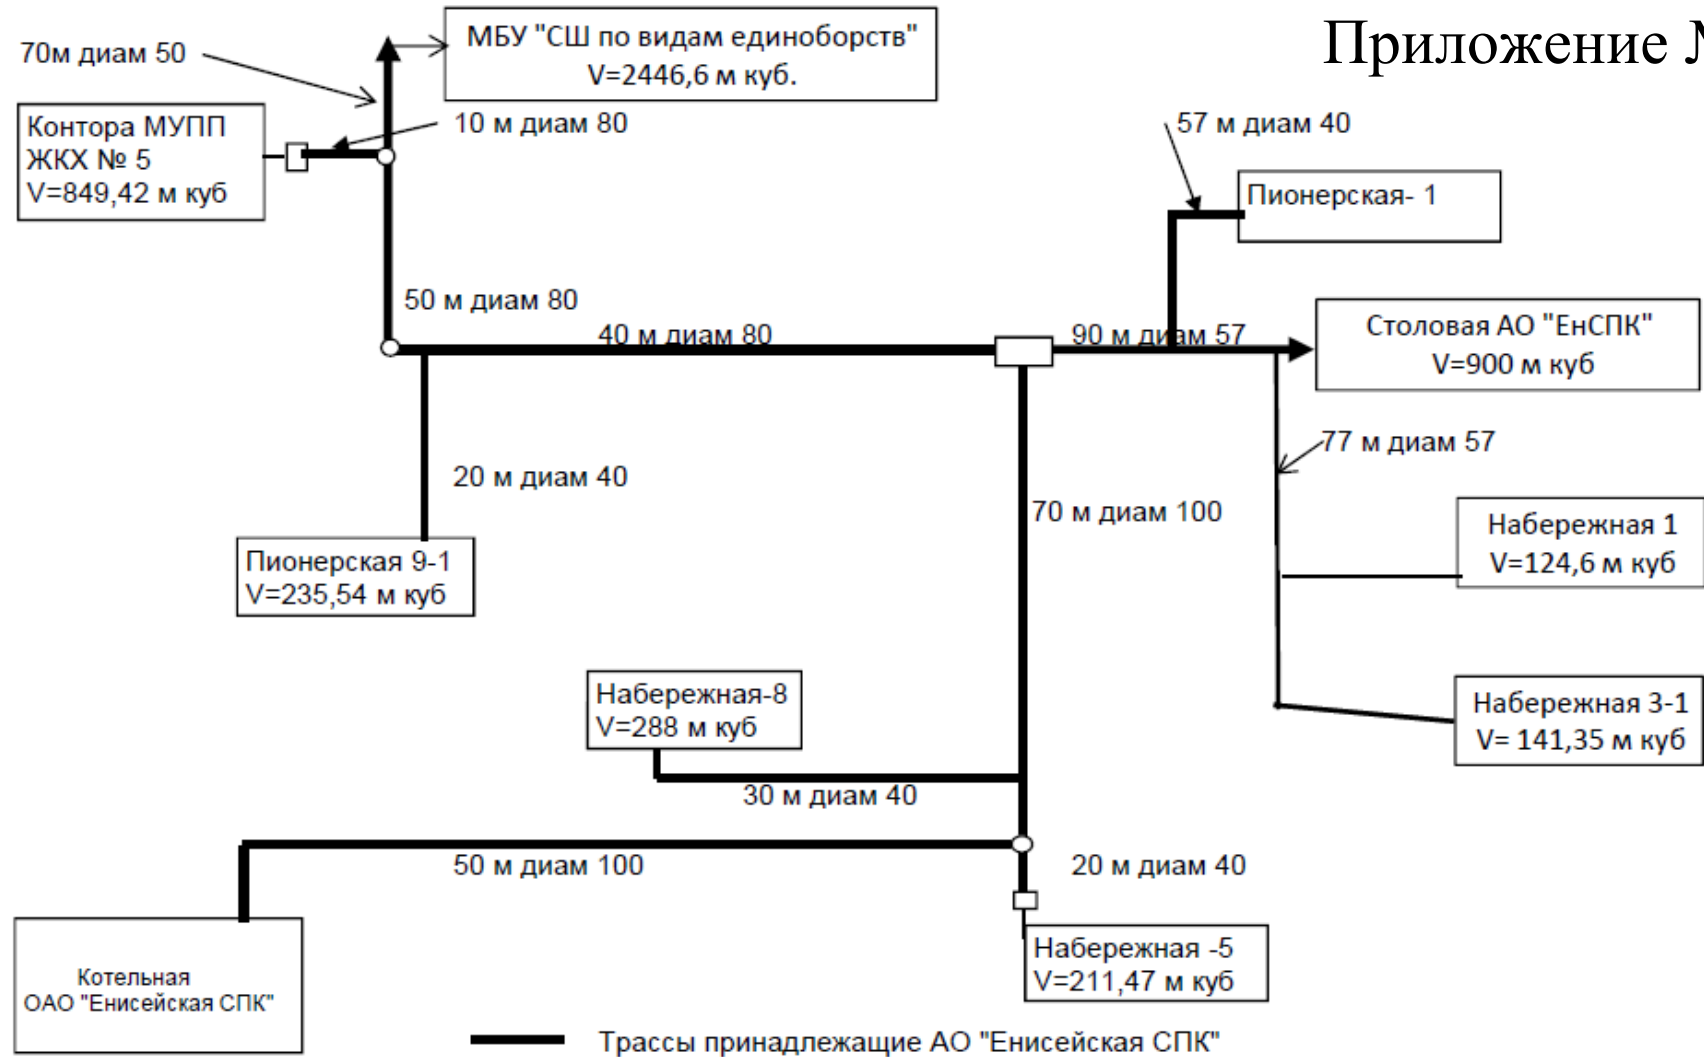 Приложение №
МБУ "СШ по видам единоборств"
V=2446,6 м куб.
70м диам 50
Контора МУПП
ЖКХ № 5
V=849,42 м куб
10 м диам 80
57 м диам 40
Пионерская- 1
50 м диам 80
40 м диам 80
90 м диам 57
Столовая АО "ЕнСПК"
V=900 м куб
77 м диам 57
20 м диам 40
70 м диам 100
Набережная 1
V=124,6 м куб
Пионерская 9-1
V=235,54 м куб
Набережная-8
V=288 м куб
Набережная 3-1
V= 141,35 м куб
30 м диам 40
50 м диам 100
20 м диам 40
Набережная -5
V=211,47 м куб
Котельная
ОАО "Енисейская СПК"
Трассы принадлежащие АО "Енисейская СПК"